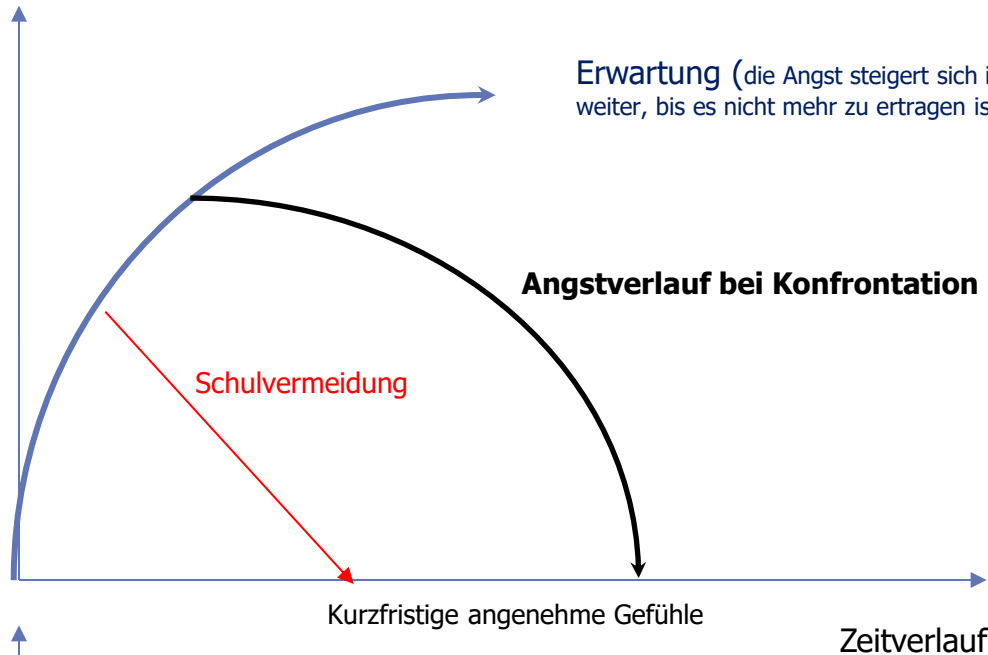 Erwartung (die Angst steigert sich
weiter, bis es nicht mehr zu ertragen
Angstverlauf bei Konfrontation
Schulvermeidung
Kurzfristige angenehme Gefühle
Zeitverlauf